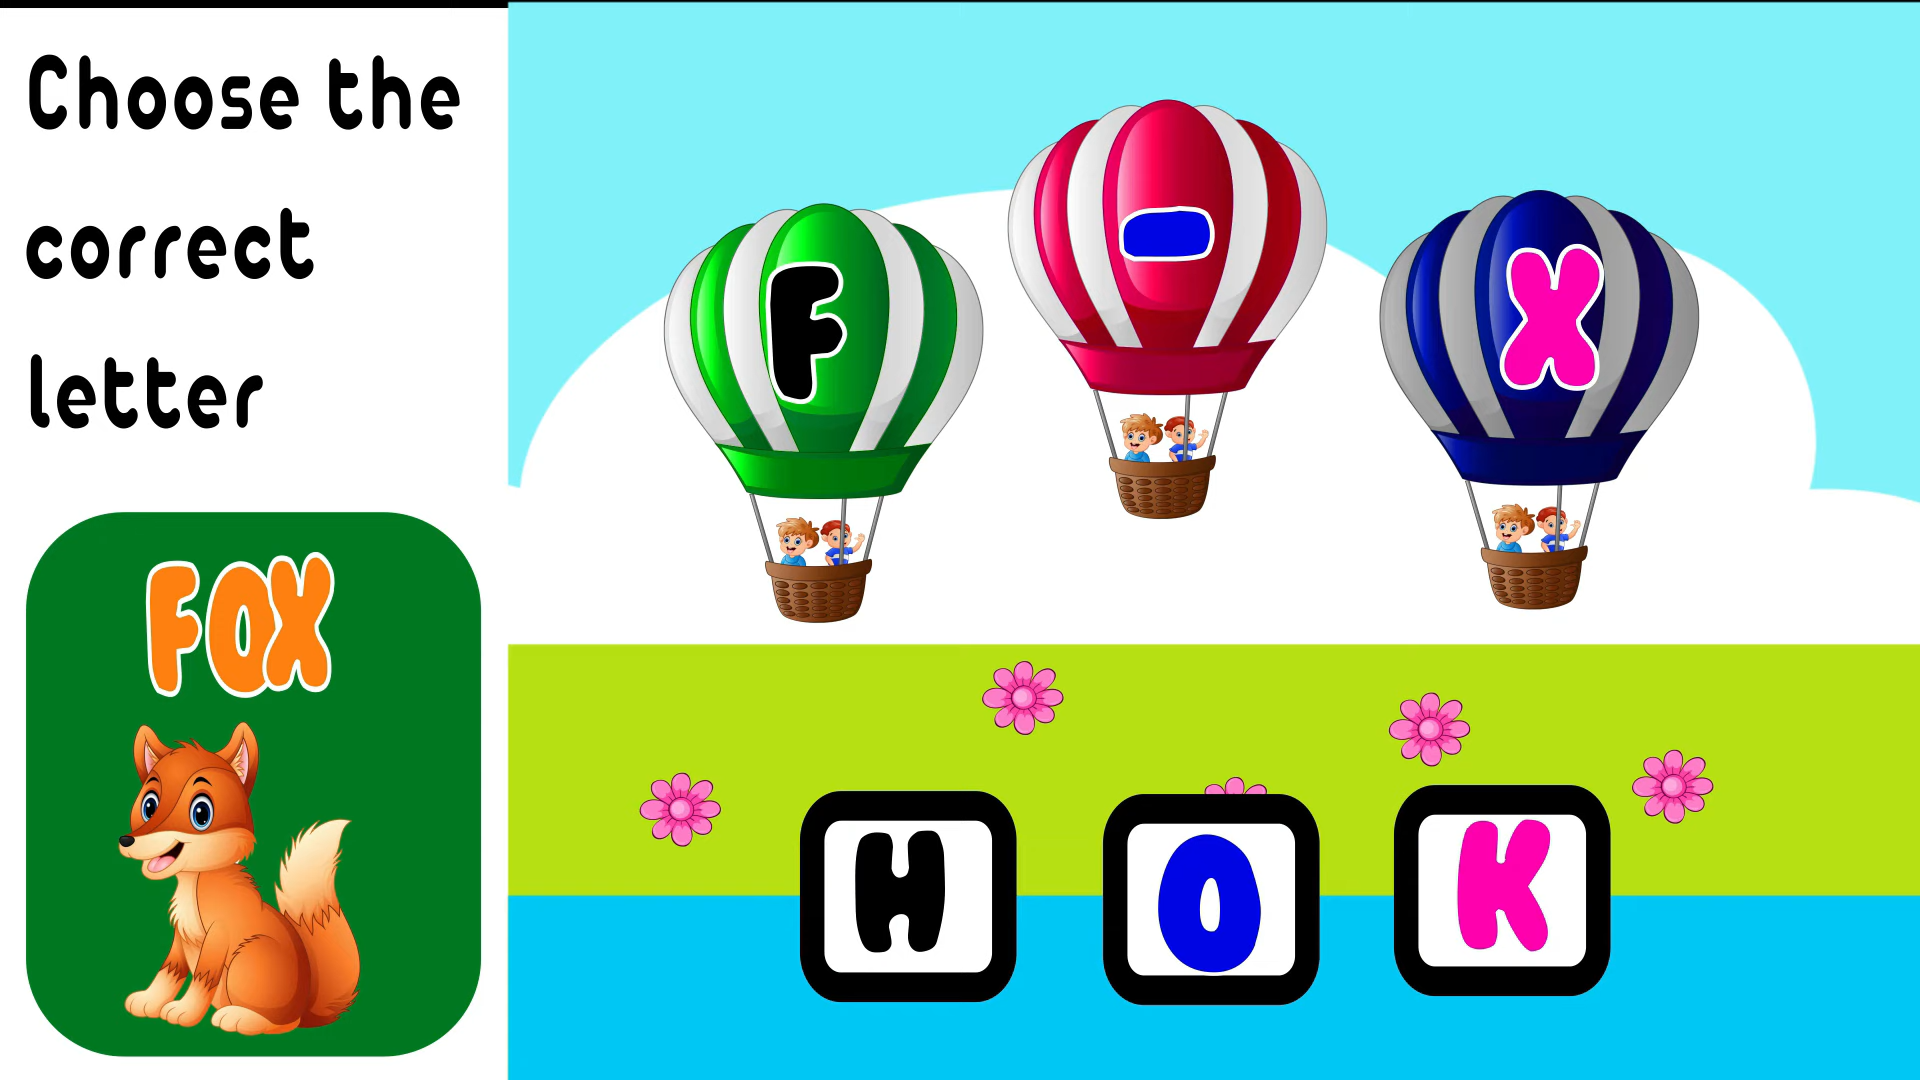 Choose the
correct
letter
FOX
F - X
H O K